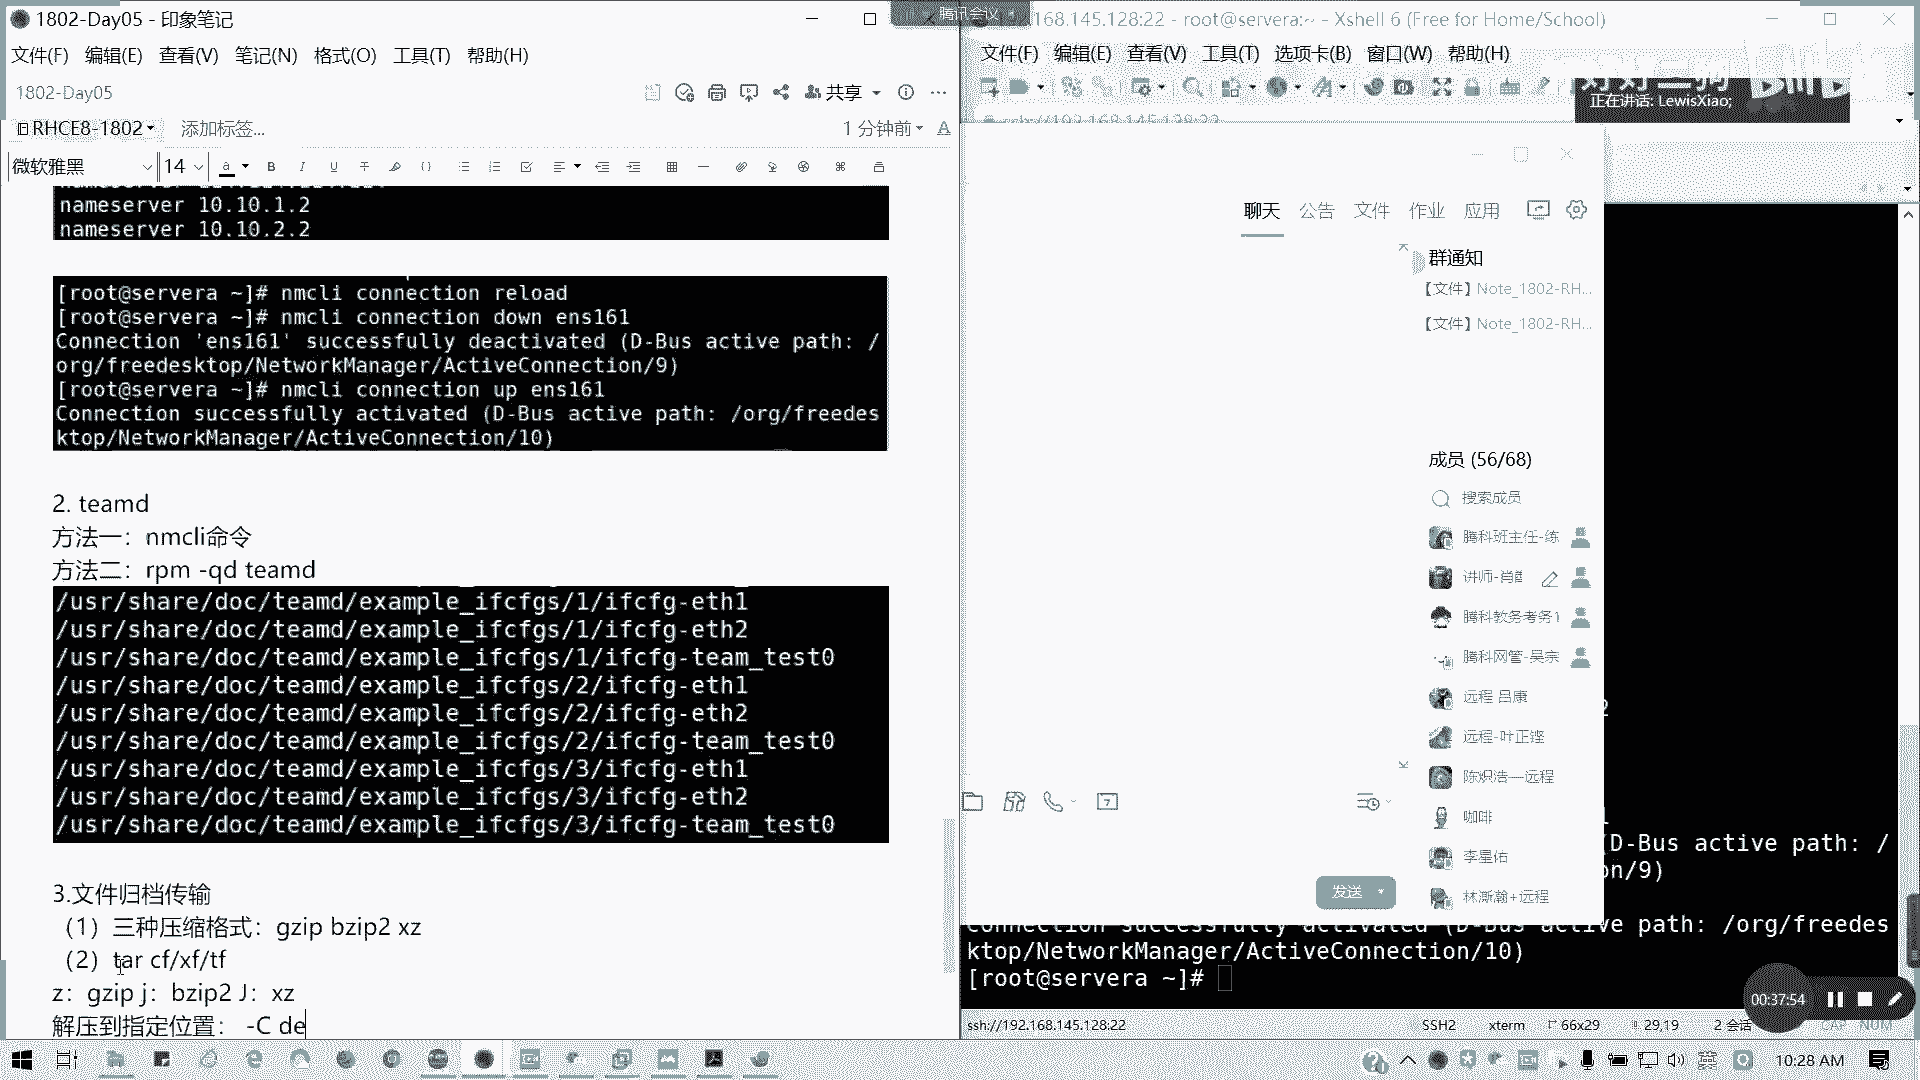 1802-Day05 - 印象笔记
文件(F) 编辑(E) 查看(V) 笔记(N) 格式(O) 工具(T) 帮助(H)
1802-Day05
共享
RHCE8-1802
添加标签...
1 分钟前
微软雅黑
14
nameserver 10.10.1.2
nameserver 10.10.2.2
[root@servera ~]# nmcli connection reload
[root@servera ~]# nmcli connection down ens161
Connection 'ens161' successfully deactivated (D-Bus active path: /
org/freedesktop/NetworkManager/ActiveConnection/9)
[root@servera ~]# nmcli connection up ens161
Connection successfully activated (D-Bus active path: /org/freedes
ktop/NetworkManager/ActiveConnection/10)
2. teamd
方法一：nmcli命令
方法二：rpm -qd teamd
/usr/share/doc/teamd/example_ifcfgs/1/ifcfg-eth1
/usr/share/doc/teamd/example_ifcfgs/1/ifcfg-eth2
/usr/share/doc/teamd/example_ifcfgs/1/ifcfg-team_test0
/usr/share/doc/teamd/example_ifcfgs/2/ifcfg-eth1
/usr/share/doc/teamd/example_ifcfgs/2/ifcfg-eth2
/usr/share/doc/teamd/example_ifcfgs/2/ifcfg-team_test0
/usr/share/doc/teamd/example_ifcfgs/3/ifcfg-eth1
/usr/share/doc/teamd/example_ifcfgs/3/ifcfg-eth2
/usr/share/doc/teamd/example_ifcfgs/3/ifcfg-team_test0
3.文件归档传输
（1）三种压缩格式：gzip bzip2 xz
（2）tar cf/xf/tf
z：gzip j：bzip2 J：xz
解压到指定位置： -C de
腾讯会议
168.145.128:22 - root@servera:~ - Xshell 6 (Free for Home/School)
文件(F) 编辑(E) 查看(V) 工具(T) 选项卡(B) 窗口(W) 帮助(H)
正在讲话: LewisXiao;
聊天 公告 文件 作业 应用
群通知
【文件】Note_1802-RH...
【文件】Note_1802-RH...
成员 (56/68)
搜索成员
腾科班主任-练
腾科教务考务1
腾科网管-吴宗
远程 吕康
远程-叶正铿
陈炽浩—远程
咖啡
李星佑
林渐瀚+远程
发送
(D-Bus active path: /
on/9)
Connection successfully activated (D-Bus active path: /org/freedes
ktop/NetworkManager/ActiveConnection/10)
[root@servera ~]#
00:37:54
ssh://192.168.145.128:22
SSH2
xterm
66x29
29,19
2 会话
CAP NUM
英
10:28 AM